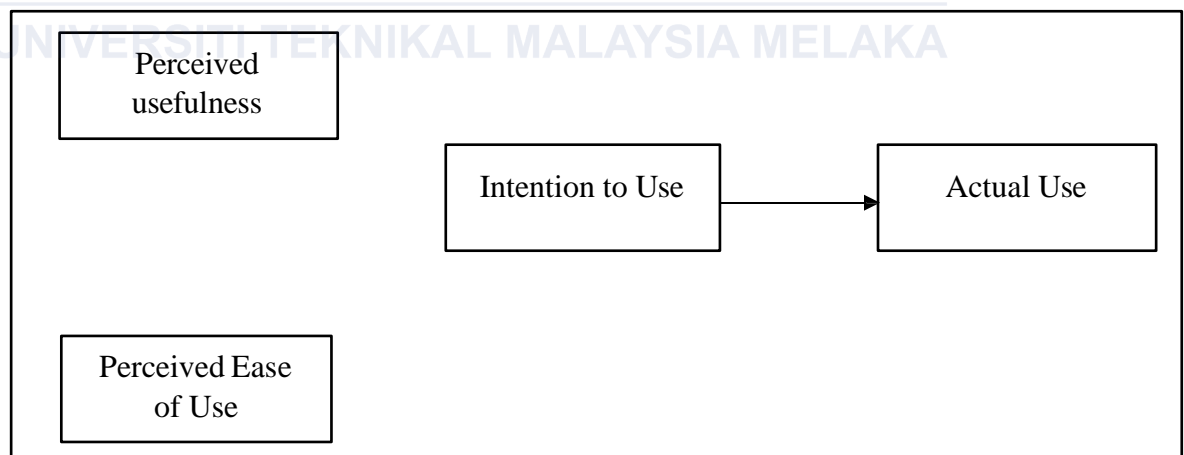 UNIVERSITI TEKNIKAL MALAYSIA MELAKA
Perceived
usefulness
Intention to Use
Actual Use
Perceived Ease
of Use